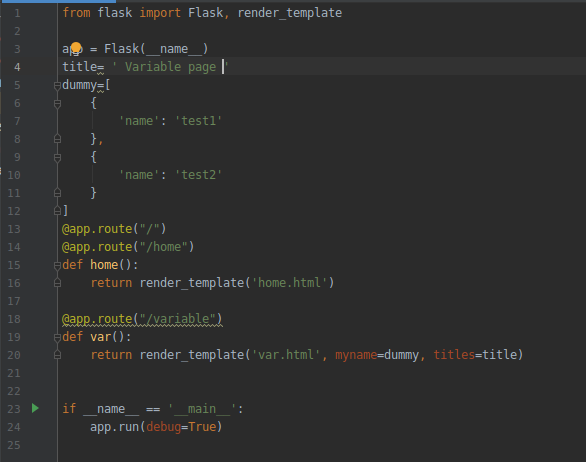 1 from flask import Flask, render_template
2
3 app = Flask(__name__)
4 title= ' Variable page '
5 dummy=[
6 {
7 'name': 'test1'
8 },
9 {
10 'name': 'test2'
11 }
12 ]
13 @app.route("/")
14 @app.route("/home")
15 def home():
16 return render_template('home.html')
17
18 @app.route("/variable")
19 def var():
20 return render_template('var.html', myname=dummy, titles=title)
21
22
23 if __name__ == '__main__':
24 app.run(debug=True)
25